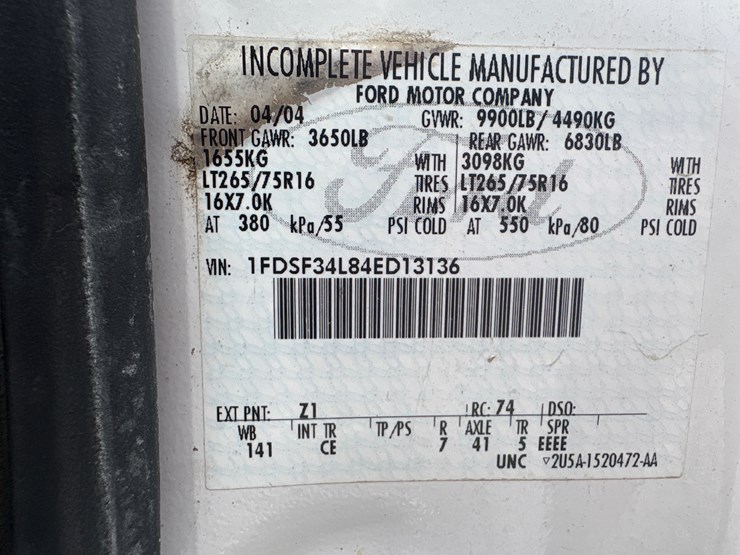 INCOMPLETE VEHICLE MANUFACTURED BY
FORD MOTOR COMPANY
DATE: 04/04 GVWR: 9900LB/4490KG
FRONT GAWR: 3650LB REAR GAWR: 6830LB
1655KG WITH 3098KG WITH
LT265/75R16 TIRES LT265/75R16 TIRES
16X7.0K RIMS 16X7.0K RIMS
AT 380 kPa/55 PSI COLD AT 550 kPa/80 PSI COLD
Ford
VIN: 1FDSF34L84ED13136
EXT PNT: Z1 RC: 74 DSO:
WB INT TR TP/PS R AXLE TR SPR
141 CE 7 41 5 EEEE
UNC ▽2U5A-1520472-AA